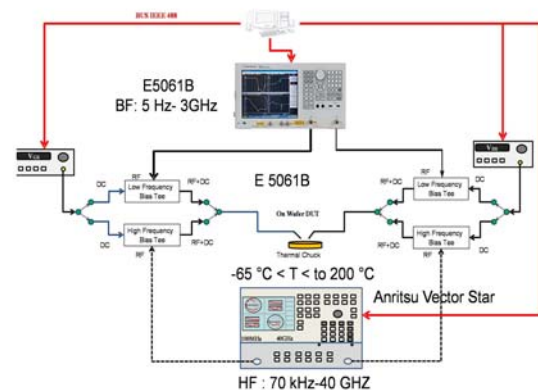 BUS IEEE 488
E5061B
BF: 5 Hz- 3GHz
E 5061B
DC
RF
Low Frequency
Bias Tee
RF+DC
High Frequency
Bias Tee
RF
DC
RF+DC
On Wafer DUT
Thermal Chuck
RF+DC
RF
Low Frequency
Bias Tee
DC
RF+DC
High Frequency
Bias Tee
RF
DC
-65 °C < T < to 200 °C
Anritsu Vector Star
40GHz
HF : 70 kHz-40 GHZ